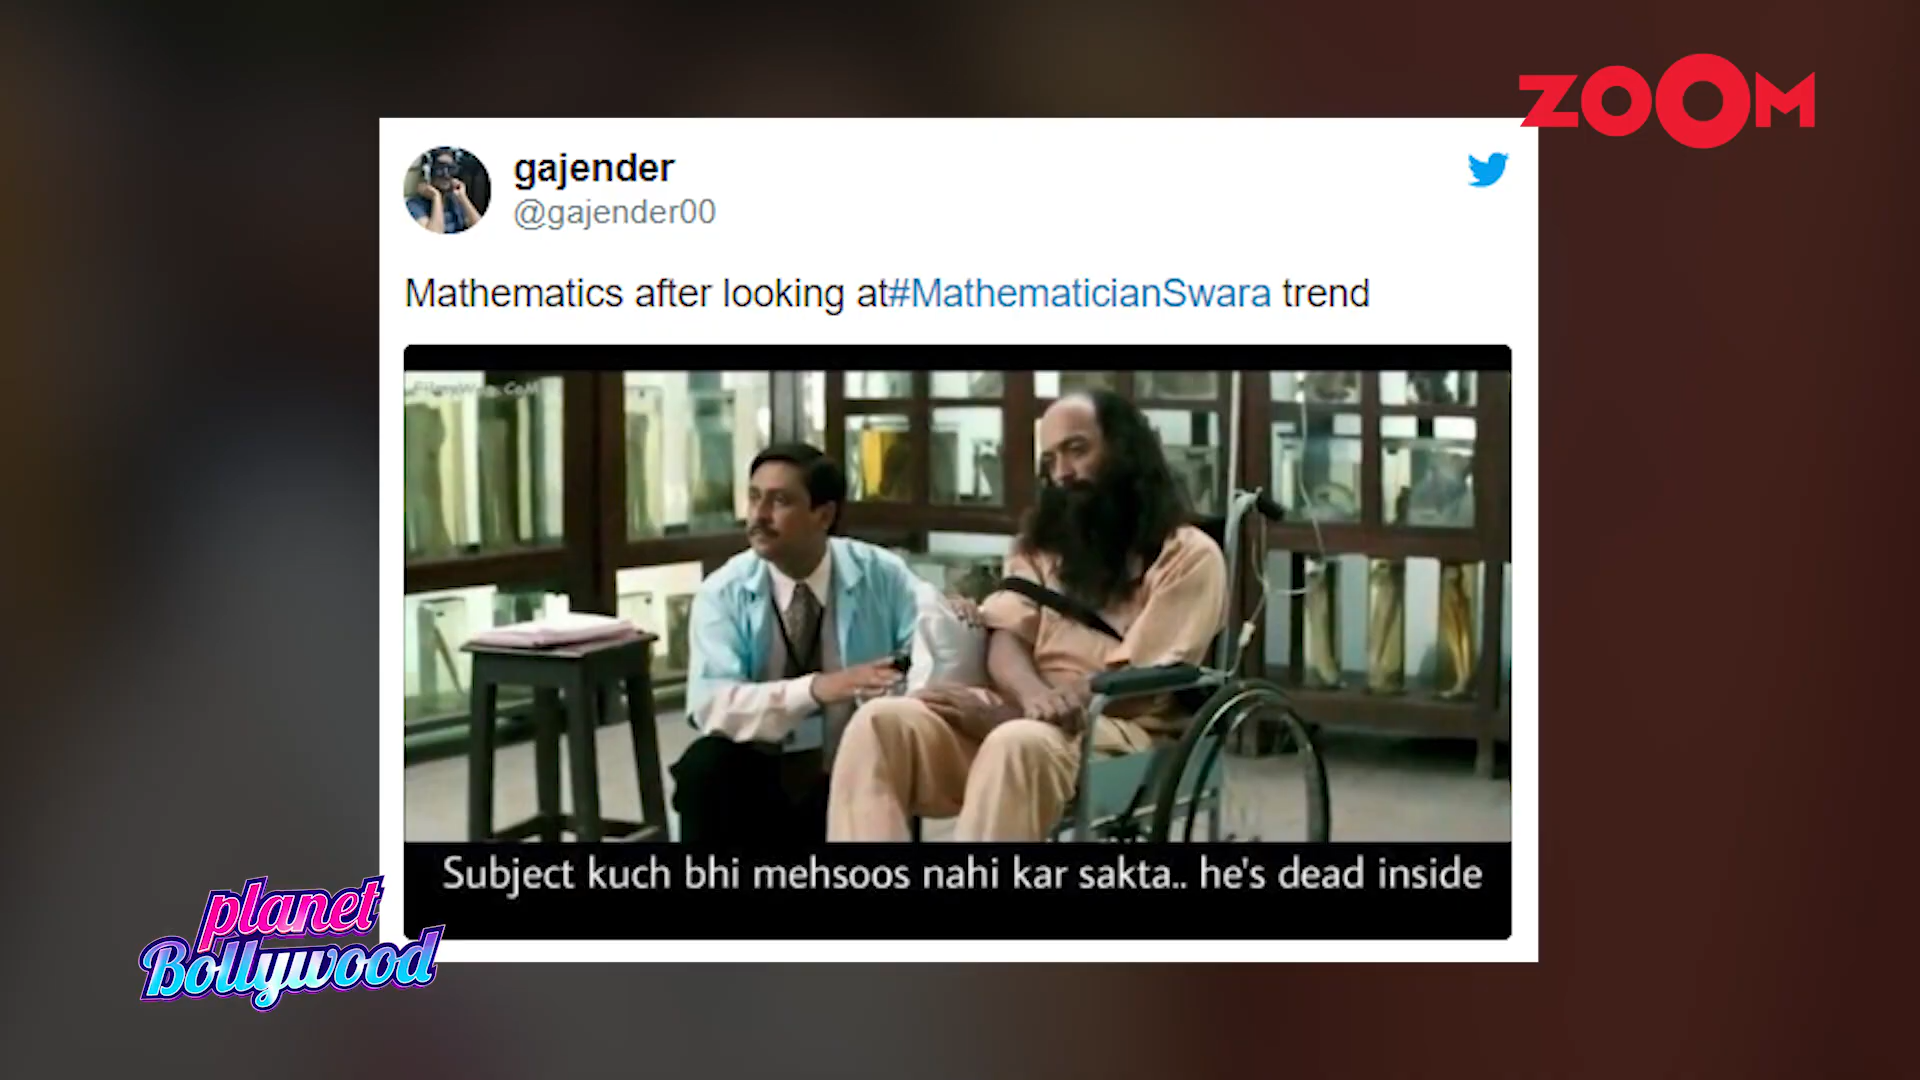 ZOOM
gajender
@gajender00
Mathematics after looking at#MathematicianSwara trend
Subject kuch bhi mehsoos nahi kar sakta.. he's dead inside
planet
Bollywood